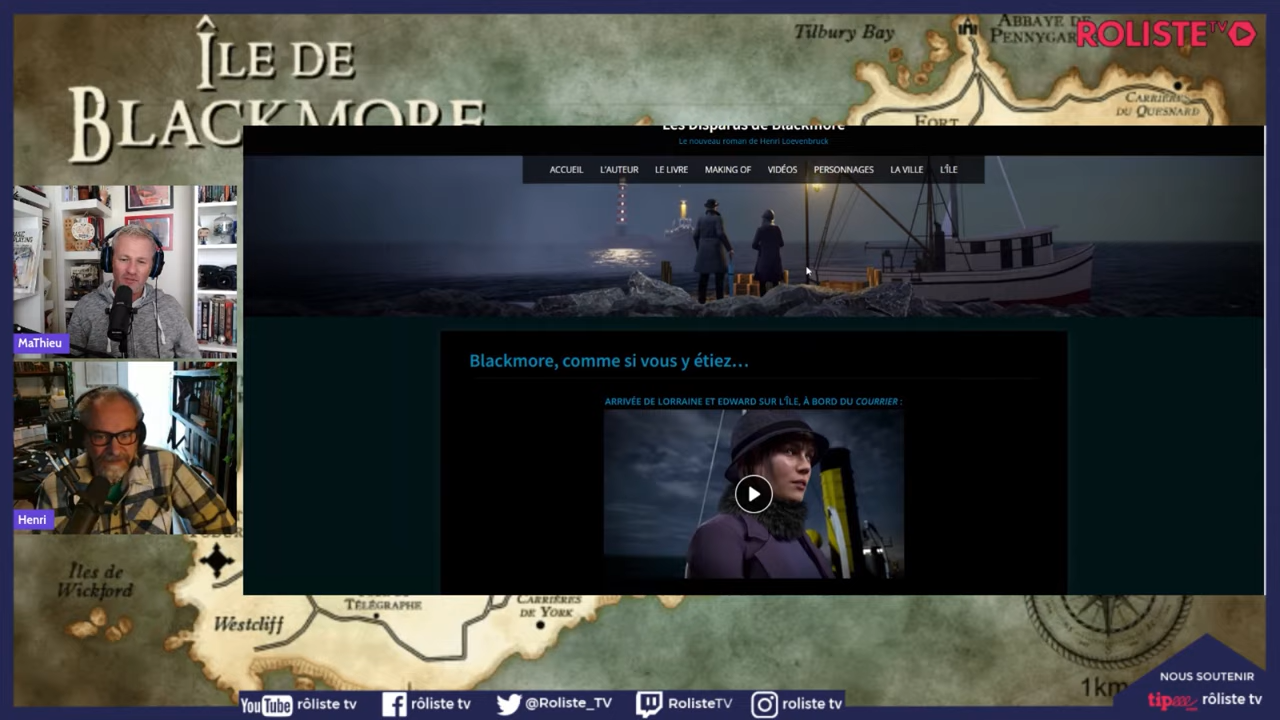 ÎLE DE
BLACKMORE
Tilbury Bay
ABBAYE DE
PENNYGAR
ROLISTE TV
CARRIÈRES
DU QUESNARD
FORT
Les Disparus de Blackmore
Le nouveau roman de Henri Loevenbruck
ACCUEIL L'AUTEUR LE LIVRE MAKING OF VIDÉOS PERSONNAGES LA VILLE L'ÎLE
MaThieu
Blackmore, comme si vous y étiez…
ARRIVÉE DE LORRAINE ET EDWARD SUR L'ÎLE, À BORD DU COURRIER :
Henri
Îles de
Wickford
TÉLÉGRAPHE
CARRIÈRES
DE YORK
Westcliff
1km
NOUS SOUTENIR
tipeee rôliste tv
YouTube rôliste tv
rôliste tv
@Roliste_TV
RolisteTV
rôliste tv